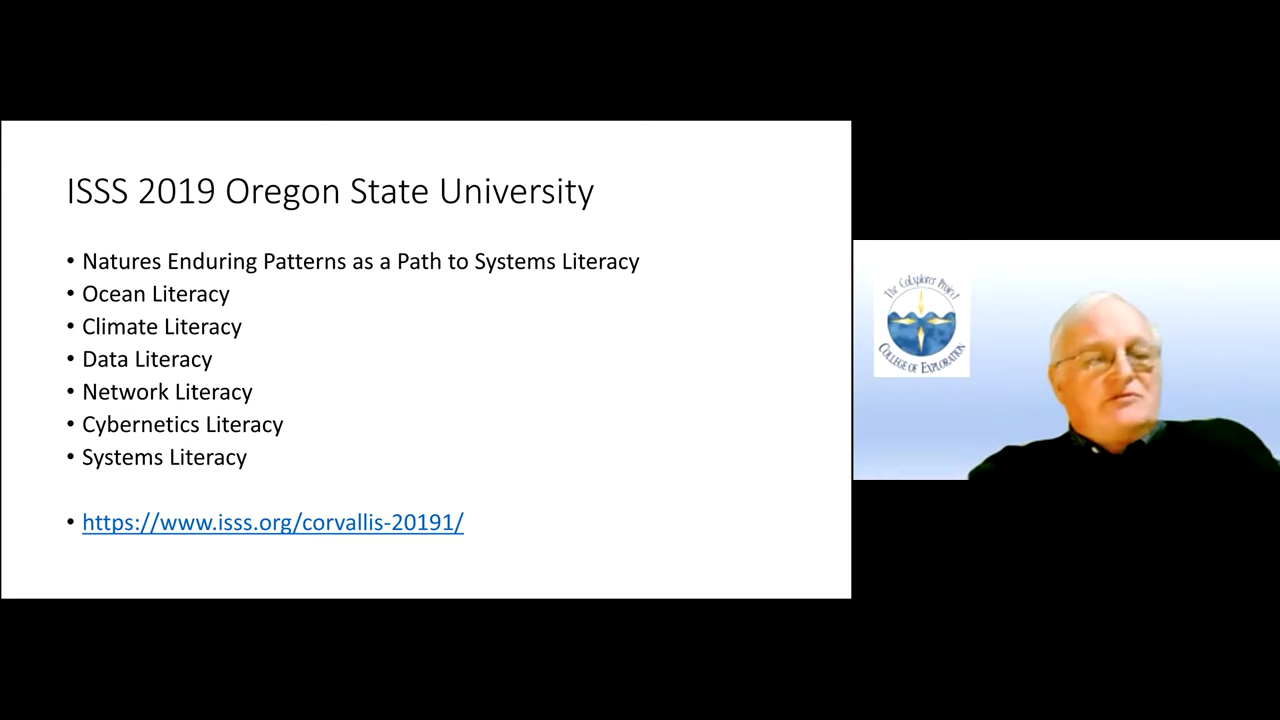 ISSS 2019 Oregon State University
• Natures Enduring Patterns as a Path to Systems Literacy
• Ocean Literacy
• Climate Literacy
• Data Literacy
• Network Literacy
• Cybernetics Literacy
• Systems Literacy
• https://www.isss.org/corvallis-20191/
The CoExplorer Project
College of Exploration